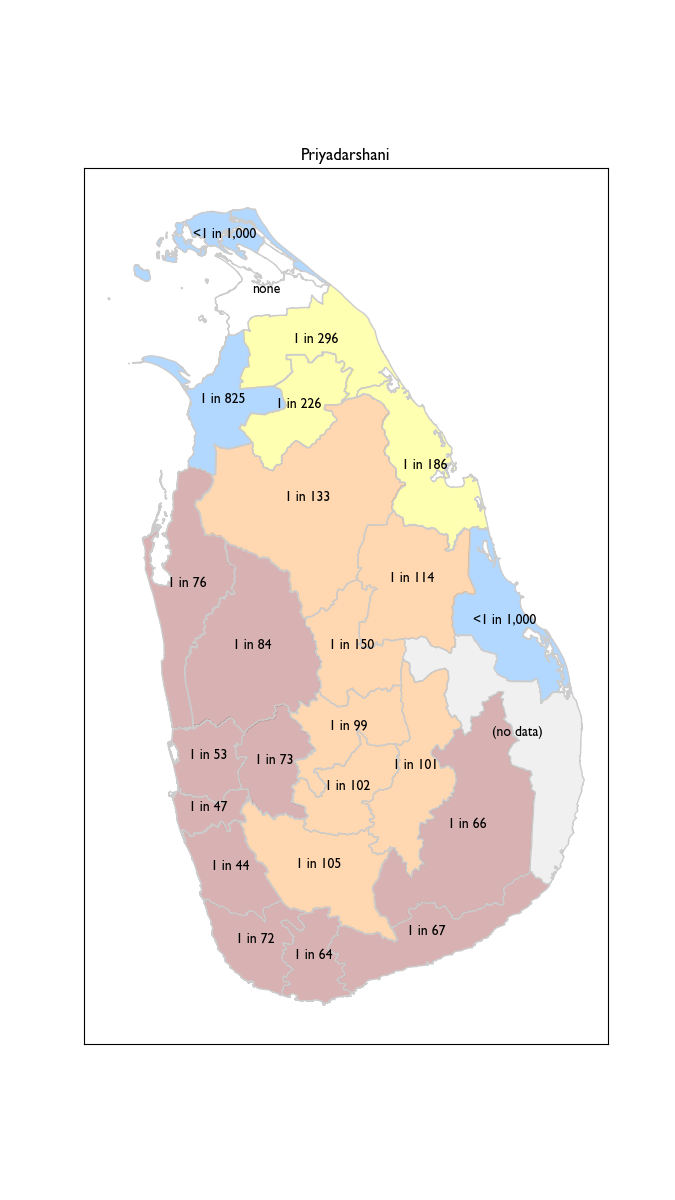 Priyadarshani
<1 in 1,000
none
1 in 296
1 in 825
1 in 226
1 in 186
1 in 133
1 in 114
1 in 76
<1 in 1,000
1 in 84
1 in 150
1 in 99
(no data)
1 in 53
1 in 73
1 in 101
1 in 102
1 in 47
1 in 66
1 in 44
1 in 105
1 in 67
1 in 72
1 in 64